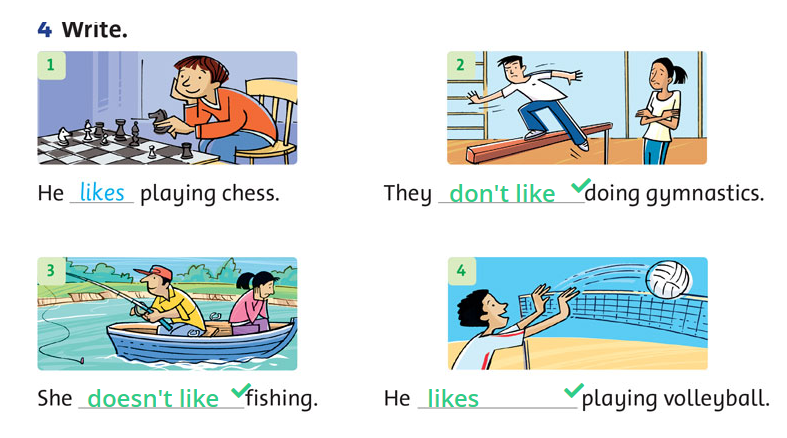 4 Write.
1
2
He likes playing chess.
They don't like doing gymnastics.
3
4
She doesn't like fishing.
He likes playing volleyball.